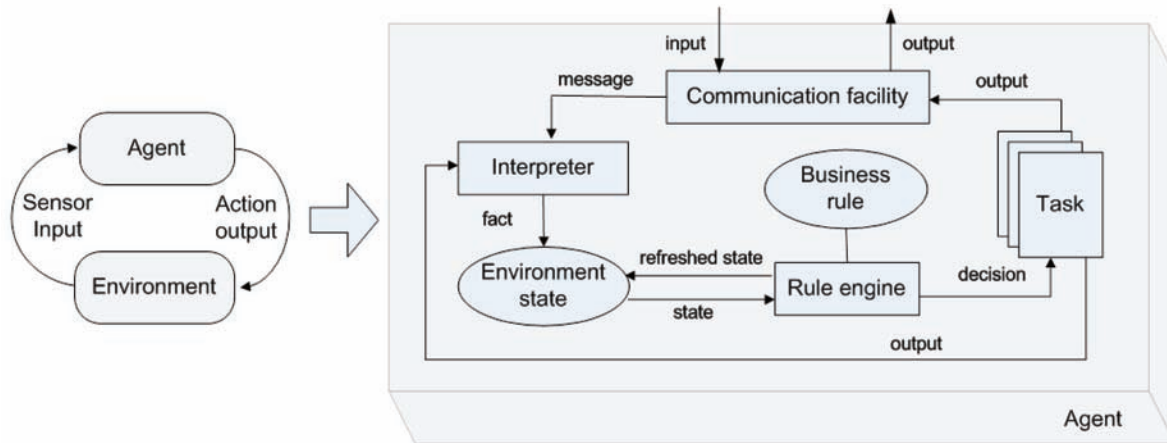 Agent
Sensor
Input
Action
output
Environment
input
output
message
Communication facility
output
Interpreter
Business
rule
Task
fact
Environment
state
refreshed state
state
Rule engine
decision
output
Agent